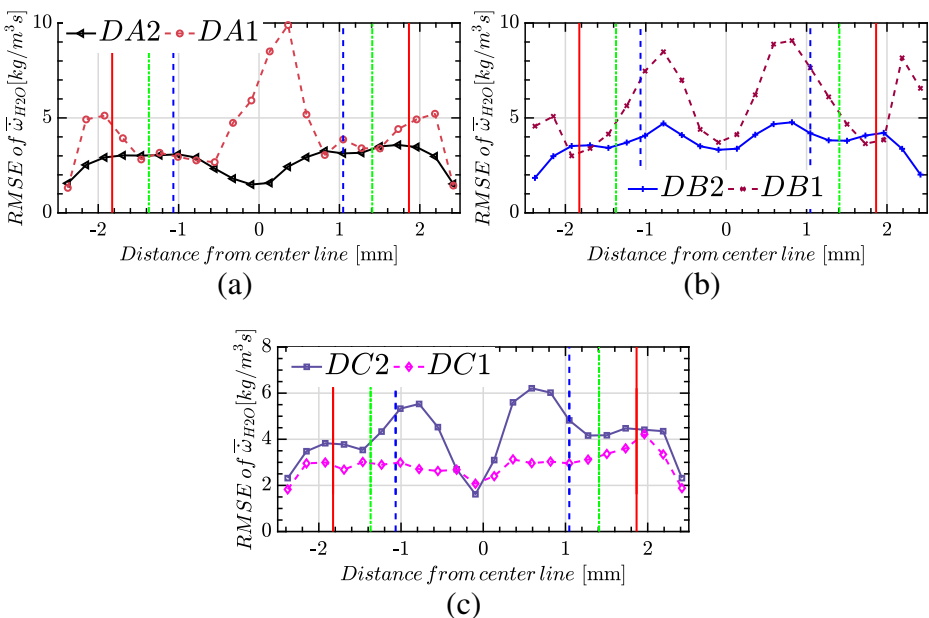 10
5
0
RMSE of ω̅_{H2O}[kg/m³s]
DA2 DA1
-2 -1 0 1 2
Distance from center line [mm]
(a)
10
5
0
RMSE of ω̅_{H2O}[kg/m³s]
DB2 DB1
-2 -1 0 1 2
Distance from center line [mm]
(b)
8
6
4
2
0
RMSE of ω̅_{H2O}[kg/m³s]
DC2 DC1
-2 -1 0 1 2
Distance from center line [mm]
(c)